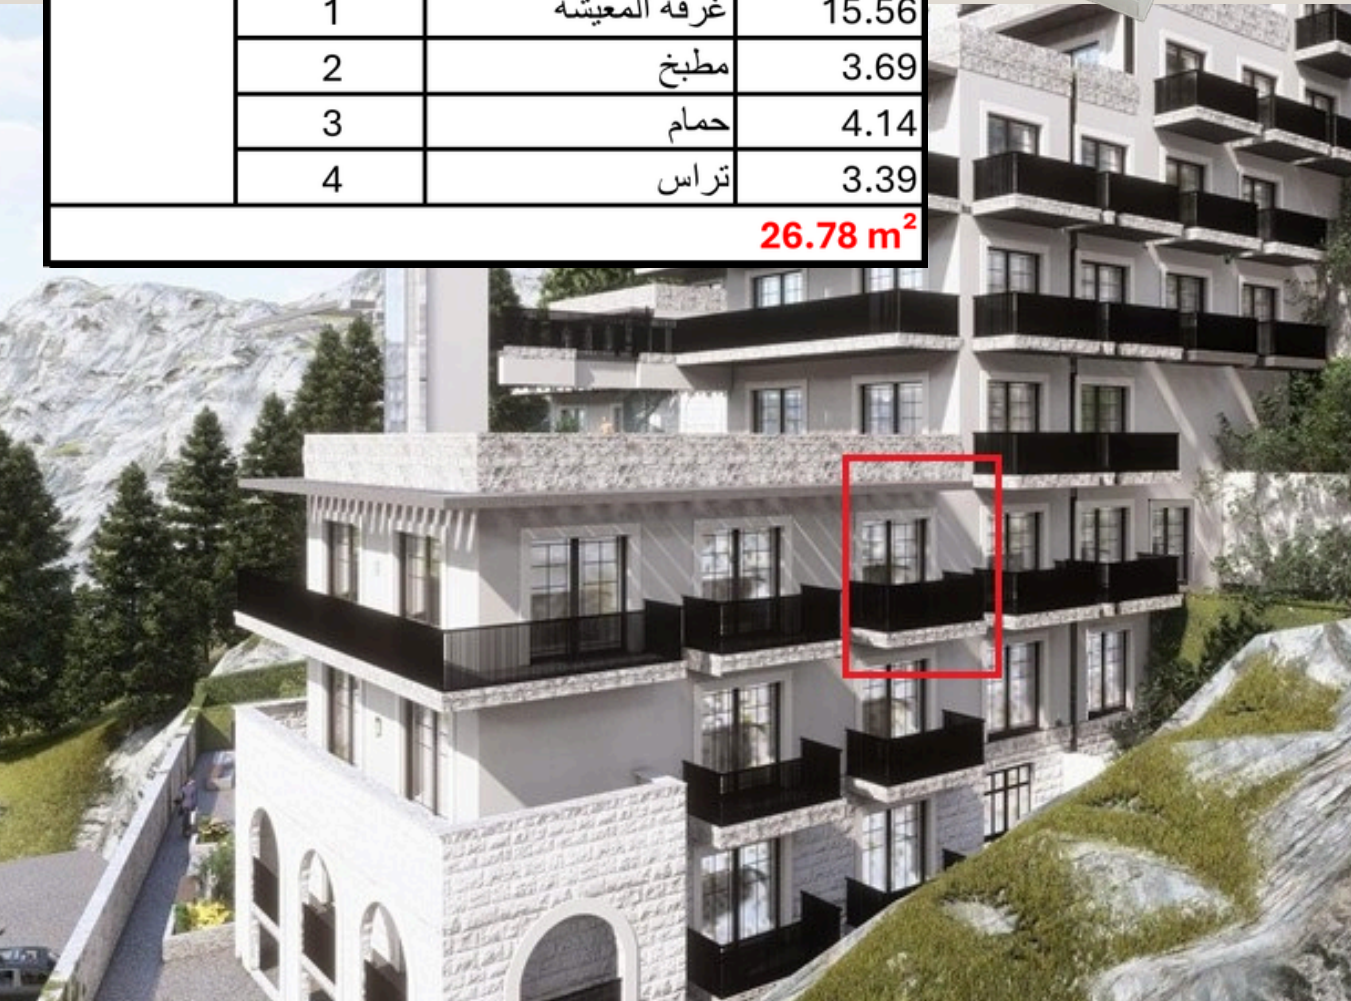 1 غرفة المعيشة 15.56
2 مطبخ 3.69
3 حمام 4.14
4 تراس 3.39
26.78 m²